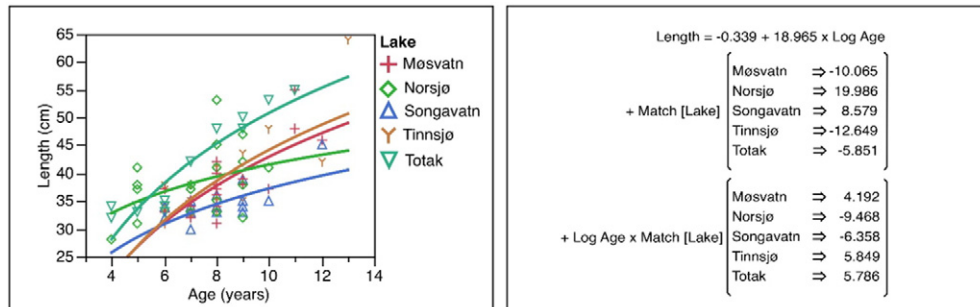 65
60
55
50
45
40
35
30
25
Length (cm)
4
6
8
10
12
14
Age (years)
Lake
Møsvatn
Norsjø
Songavatn
Tinnsjø
Totak
Length = -0.339 + 18.965 x Log Age
+ Match [Lake]
Møsvatn ⇒ -10.065
Norsjø ⇒ 19.986
Songavatn ⇒ 8.579
Tinnsjø ⇒ -12.649
Totak ⇒ -5.851
+ Log Age x Match [Lake]
Møsvatn ⇒ 4.192
Norsjø ⇒ -9.468
Songavatn ⇒ -6.358
Tinnsjø ⇒ 5.849
Totak ⇒ 5.786